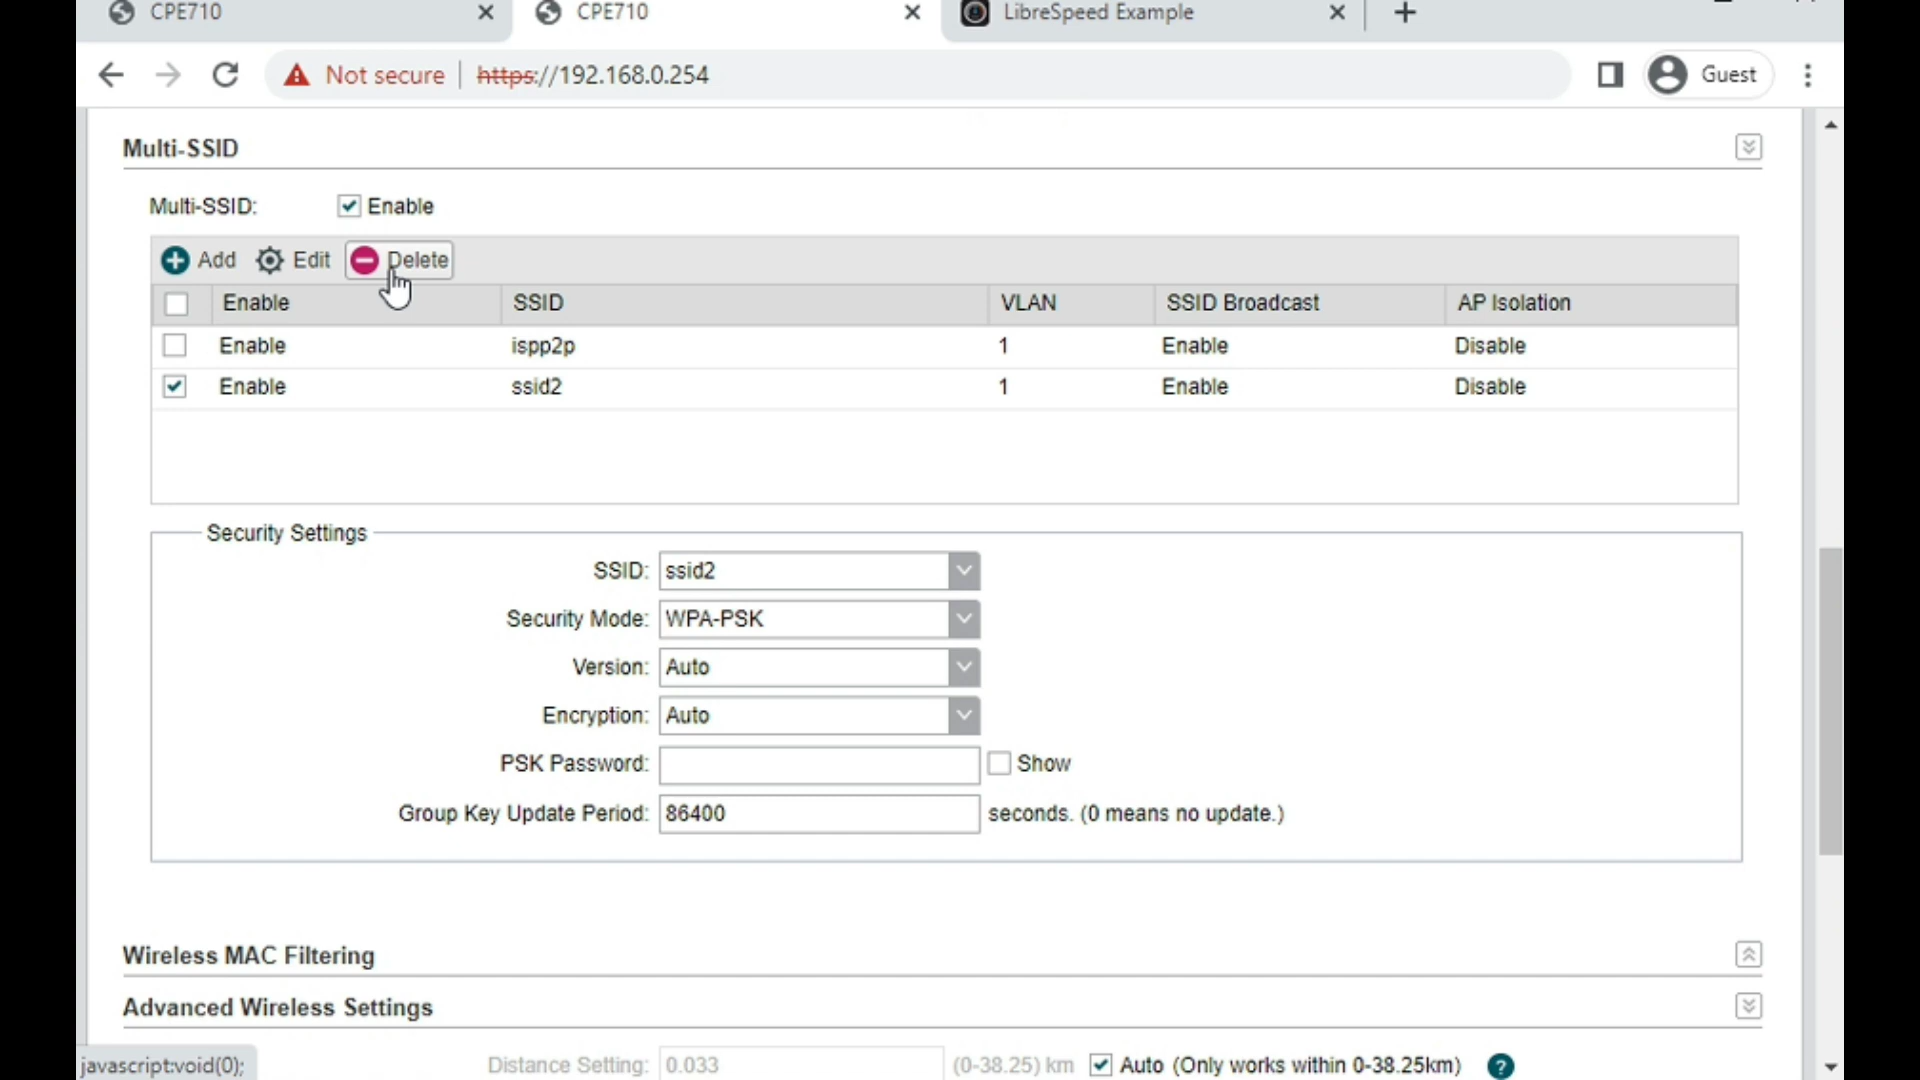 CPE710
CPE710
LibreSpeed Example
Not secure https://192.168.0.254
Guest
Multi-SSID
Multi-SSID: Enable
Add Edit Delete
Enable SSID VLAN SSID Broadcast AP Isolation
Enable ispp2p 1 Enable Disable
Enable ssid2 1 Enable Disable
Security Settings
SSID: ssid2
Security Mode: WPA-PSK
Version: Auto
Encryption: Auto
PSK Password: Show
Group Key Update Period: 86400 seconds. (0 means no update.)
Wireless MAC Filtering
Advanced Wireless Settings
javascript:void(0); Distance Setting: 0.033 (0-38.25) km Auto (Only works within 0-38.25km) ?